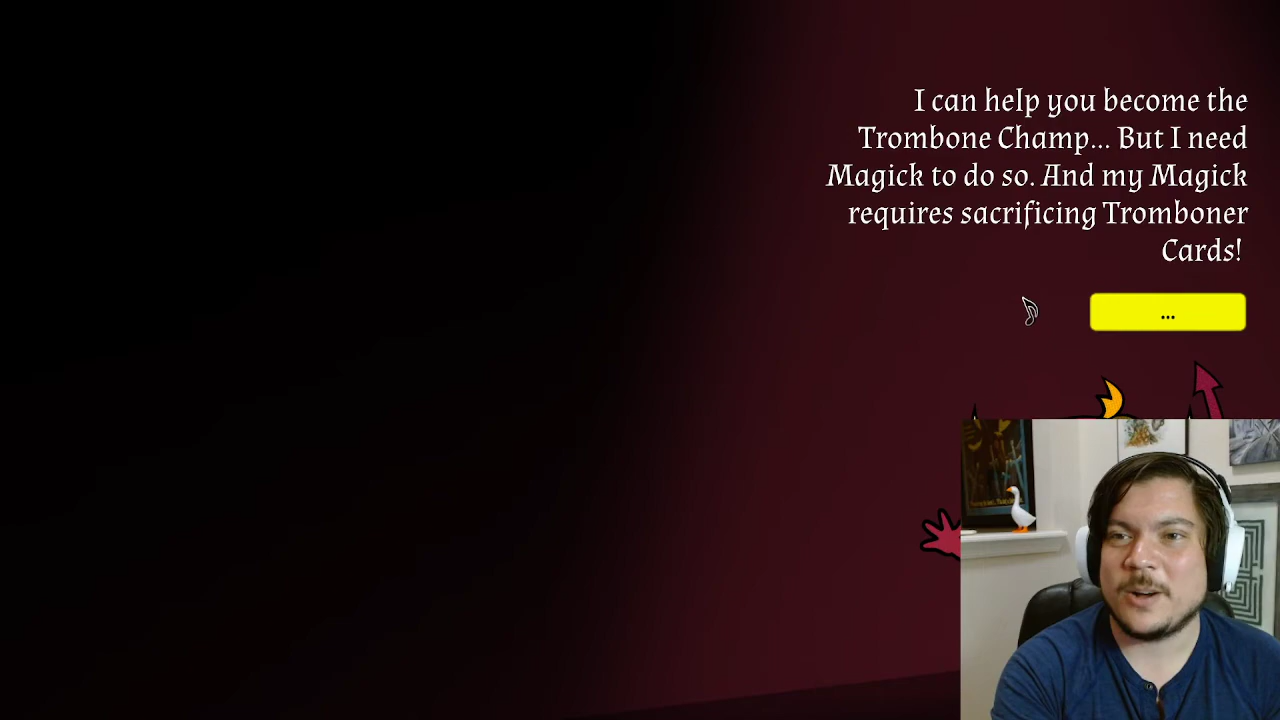 I can help you become the
Trombone Champ... But I need
Magick to do so. And my Magick
requires sacrificing Tromboner
Cards!
...